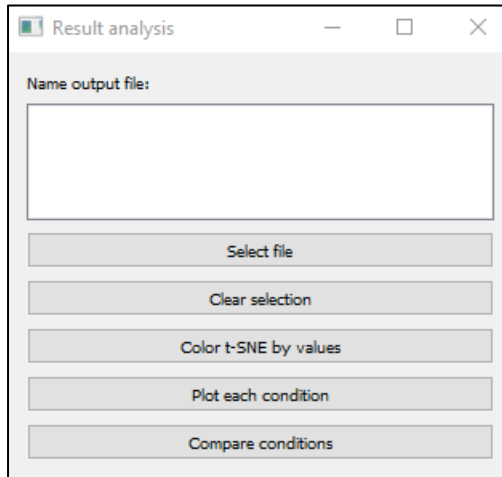 Result analysis
Name output file:
Select file
Clear selection
Color t-SNE by values
Plot each condition
Compare conditions